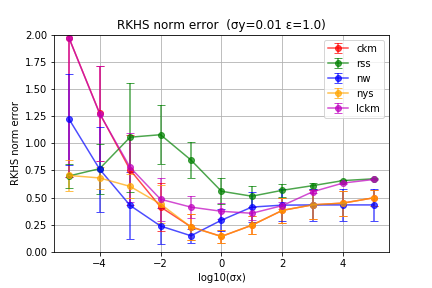 RKHS norm error  (σy=0.01 ε=1.0)
RKHS norm error
2.00
1.75
1.50
1.25
1.00
0.75
0.50
0.25
0.00
−4
−2
0
2
4
log10(σx)
ckm
rss
nw
nys
lckm